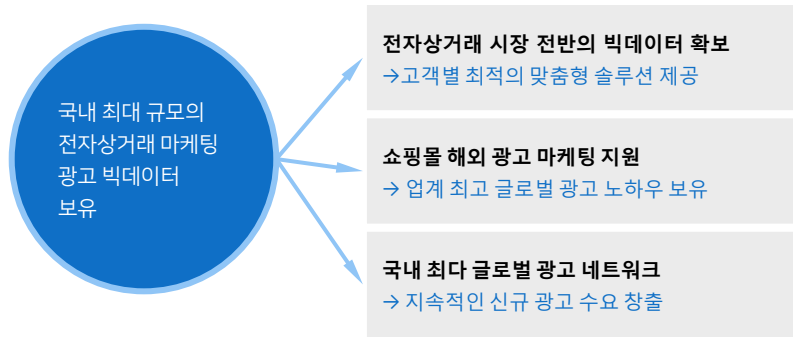 국내 최대 규모의
전자상거래 마케팅
광고 빅데이터
보유
전자상거래 시장 전반의 빅데이터 확보
→고객별 최적의 맞춤형 솔루션 제공
쇼핑몰 해외 광고 마케팅 지원
→ 업계 최고 글로벌 광고 노하우 보유
국내 최다 글로벌 광고 네트워크
→ 지속적인 신규 광고 수요 창출